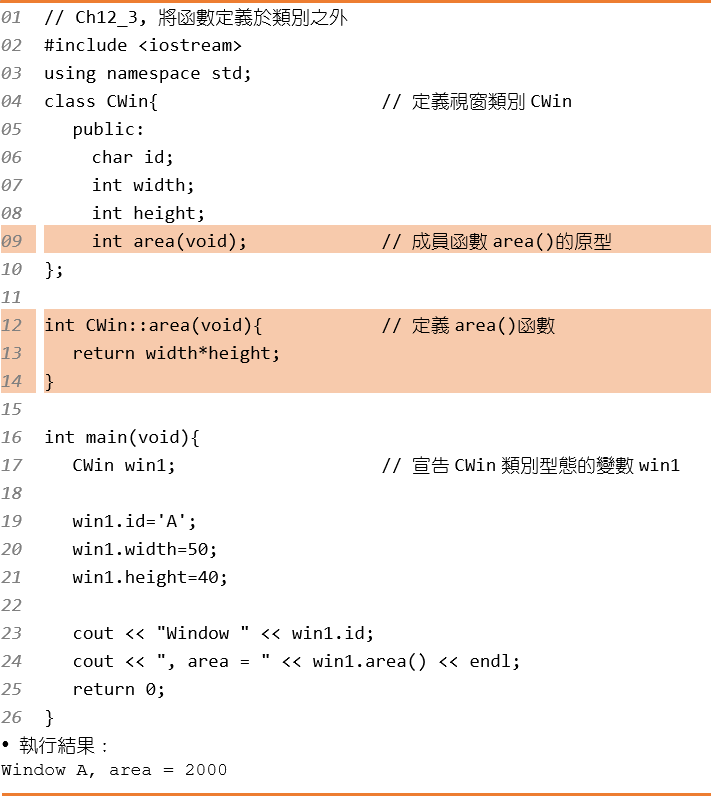 01 // Ch12_3, 將函數定義於類別之外
02 #include <iostream>
03 using namespace std;
04 class CWin{ // 定義視窗類別 CWin
05 public:
06 char id;
07 int width;
08 int height;
09 int area(void); // 成員函數 area()的原型
10 };
11
12 int CWin::area(void){ // 定義 area()函數
13 return width*height;
14 }
15
16 int main(void){
17 CWin win1; // 宣告 CWin 類別型態的變數 win1
18
19 win1.id='A';
20 win1.width=50;
21 win1.height=40;
22
23 cout << "Window " << win1.id;
24 cout << ", area = " << win1.area() << endl;
25 return 0;
26 }
• 執行結果：
Window A, area = 2000